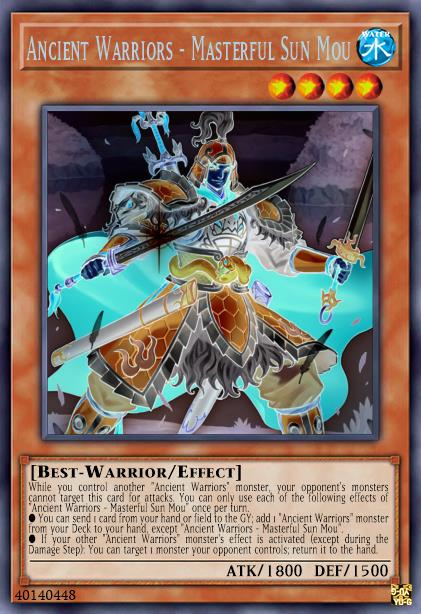 Ancient Warriors - Masterful Sun Mou
WATER
水
[Best-Warrior/Effect]
While you control another "Ancient Warriors" monster, your opponent's monsters
cannot target this card for attacks. You can only use each of the following effects of
"Ancient Warriors - Masterful Sun Mou" once per turn.
● You can send 1 card from your hand or field to the GY; add 1 "Ancient Warriors" monster
from your Deck to your hand, except "Ancient Warriors - Masterful Sun Mou".
● If your other "Ancient Warriors" monster's effect is activated (except during the
Damage Step): You can target 1 monster your opponent controls; return it to the hand.
ATK/1800 DEF/1500
40140448